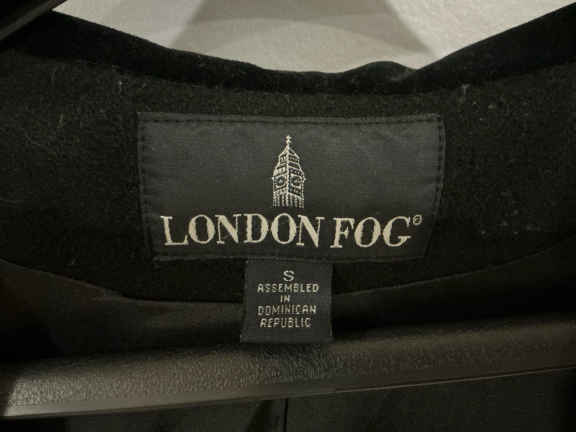 LONDON FOG®
S
ASSEMBLED
IN
DOMINICAN
REPUBLIC